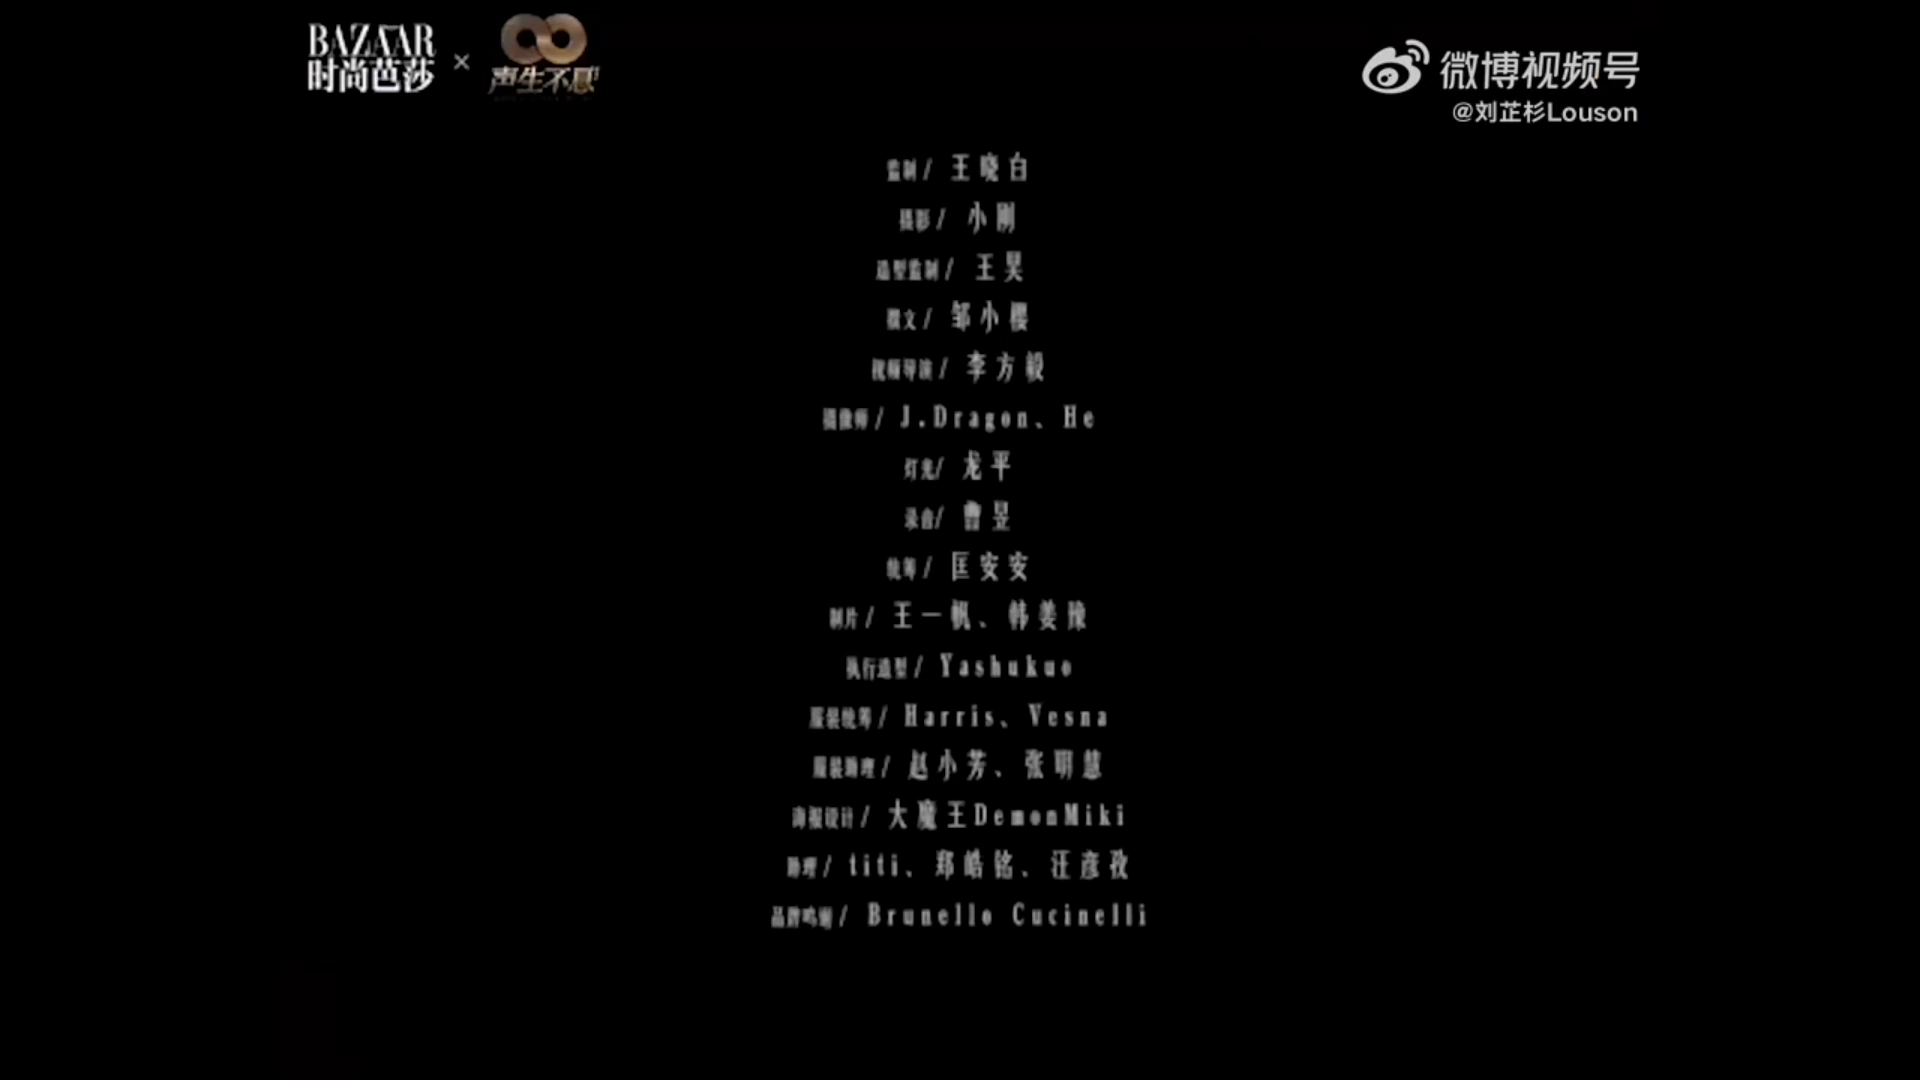 BAZAAR
时尚芭莎
×
声生不息
微博视频号
@刘芷杉Louson
监制/ 王晓白
摄影/ 小刚
造型监制/ 王昊
撰文/ 邹小樱
视频导演/ 李方毅
摄像师/ J.Dragon、He
灯光/ 龙平
录音/ 曹昱
统筹/ 匡安安
制片/ 王一帆、韩姜豫
执行造型/ Yashukuo
服装统筹/ Harris、Vesna
服装助理/ 赵小芳、张明慧
海报设计/ 大魔王DemonMiki
助理/ titi、郑皓铭、汪彦孜
品牌鸣谢/ Brunello Cucinelli